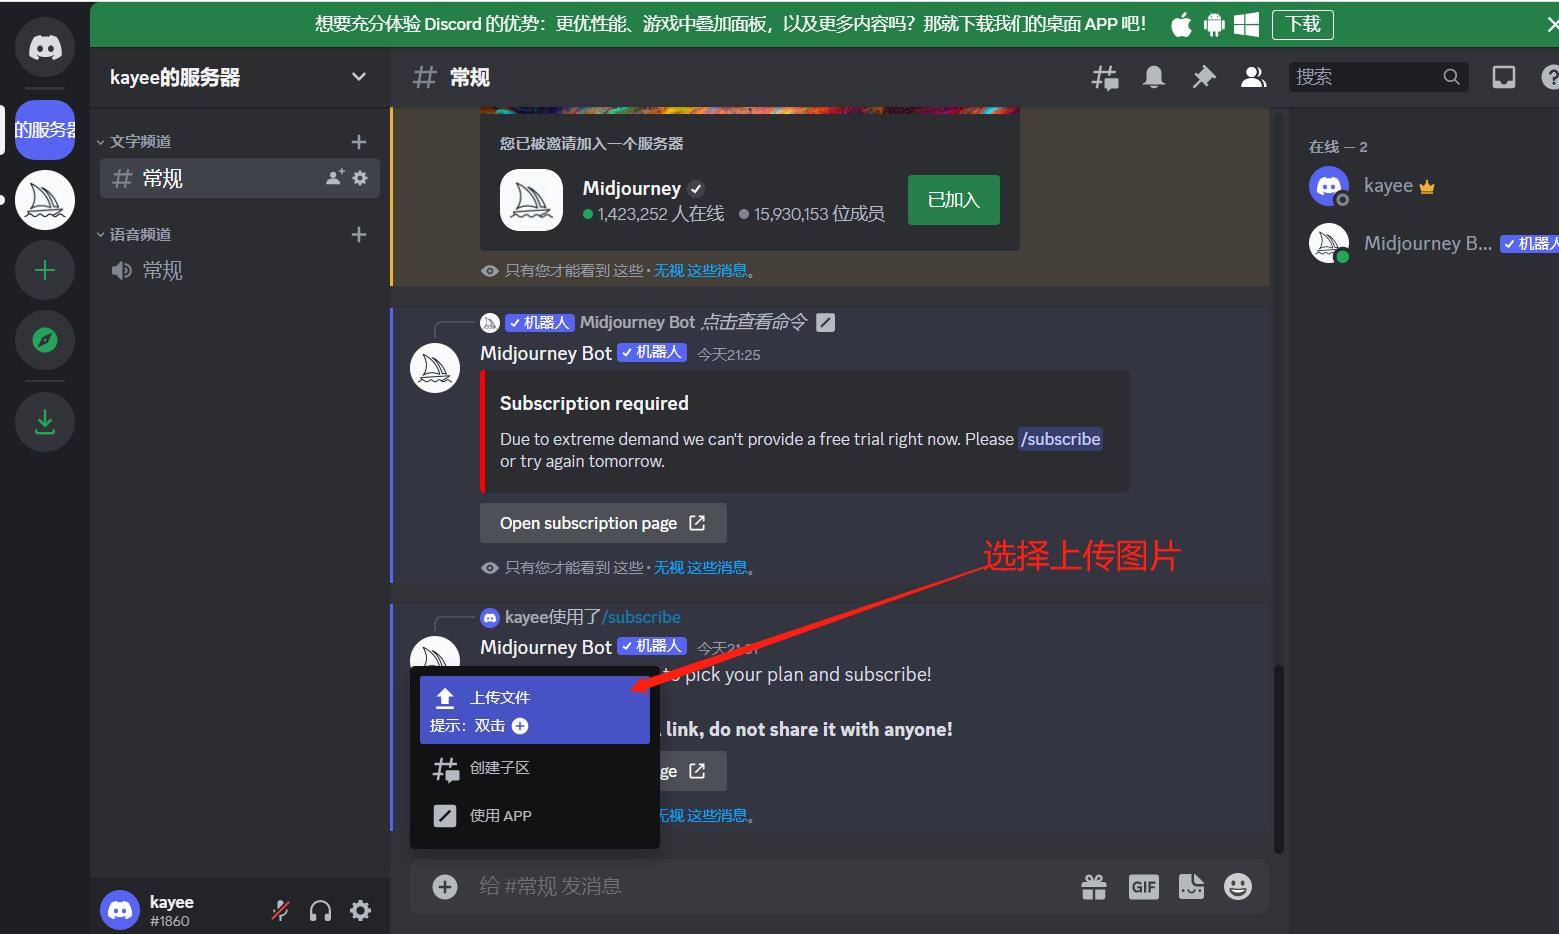 想要充分体验 Discord 的优势：更优性能、游戏中叠加面板，以及更多内容吗？那就下载我们的桌面 APP 吧！ 下载
kayee的服务器
常规
搜索
的服务器
文字频道
常规
语音频道
常规
您已被邀请加入一个服务器
Midjourney
1,423,252 人在线 15,930,153 位成员
已加入
只有您才能看到 这些 · 无视 这些消息。
机器人 Midjourney Bot 点击查看命令
Midjourney Bot 机器人 今天21:25
Subscription required
Due to extreme demand we can't provide a free trial right now. Please /subscribe
or try again tomorrow.
Open subscription page
选择上传图片
只有您才能看到 这些 · 无视 这些消息。
kayee使用了/subscribe
Midjourney Bot 机器人
to pick your plan and subscribe!
上传文件
提示：双击
link, do not share it with anyone!
创建子区
ge
使用 APP
无视 这些消息。
给 #常规 发消息
GIF
kayee
#1860
在线 — 2
kayee
Midjourney B... 机器人